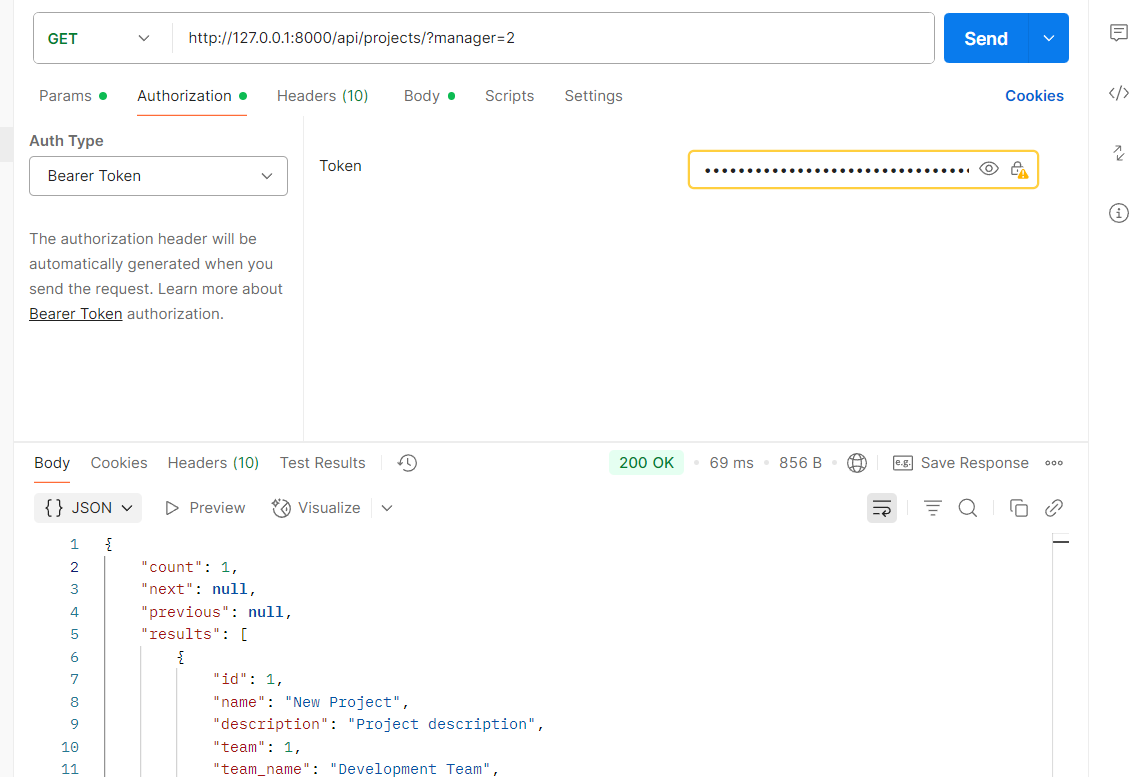 GET http://127.0.0.1:8000/api/projects/?manager=2 Send
Params Authorization Headers (10) Body Scripts Settings Cookies
Auth Type
Bearer Token
Token
The authorization header will be
automatically generated when you
send the request. Learn more about
Bearer Token authorization.
Body Cookies Headers (10) Test Results 200 OK 69 ms 856 B e.g. Save Response
{} JSON Preview Visualize
1 {
2 "count": 1,
3 "next": null,
4 "previous": null,
5 "results": [
6 {
7 "id": 1,
8 "name": "New Project",
9 "description": "Project description",
10 "team": 1,
11 "team_name": "Development Team",